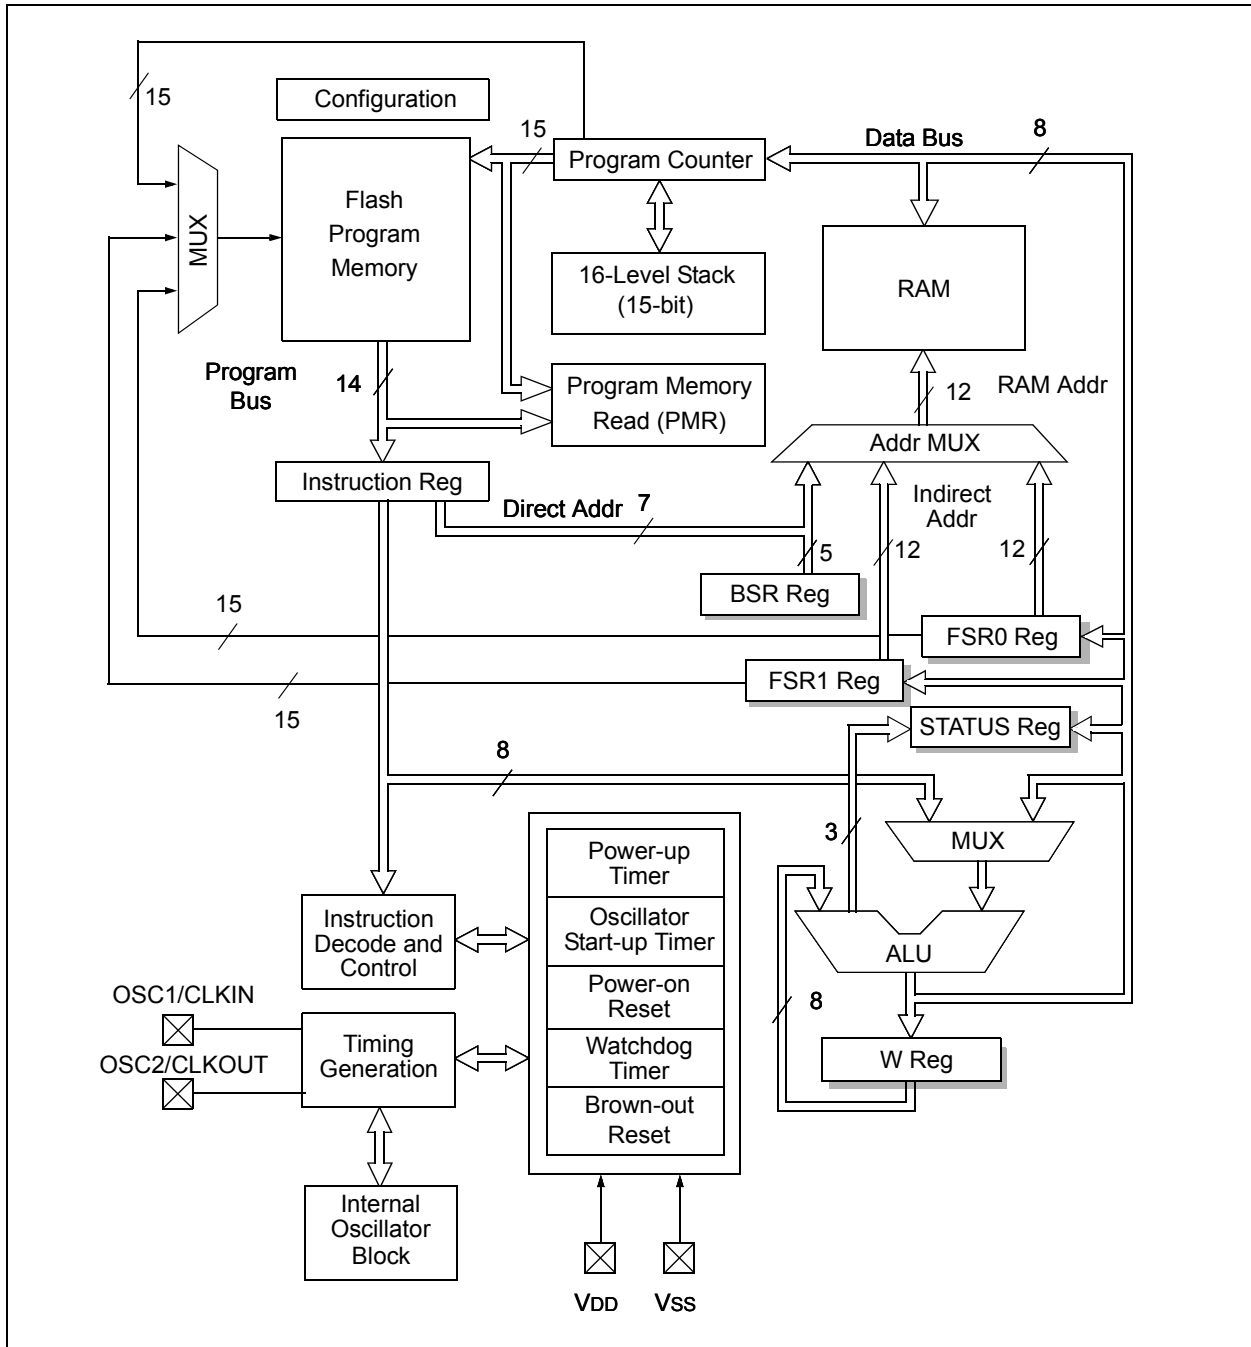 15
Configuration
15
Program Counter
Data Bus
8
MUX
Flash
Program
Memory
16-Level Stack
(15-bit)
RAM
Program
Bus
14
Program Memory
Read (PMR)
12
RAM Addr
Addr MUX
Instruction Reg
Direct Addr
7
Indirect
Addr
5
12
12
BSR Reg
15
FSR0 Reg
15
FSR1 Reg
STATUS Reg
8
3
MUX
Power-up
Timer
Oscillator
Start-up Timer
Power-on
Reset
Watchdog
Timer
Brown-out
Reset
Instruction
Decode and
Control
ALU
8
W Reg
OSC1/CLKIN
OSC2/CLKOUT
Timing
Generation
Internal
Oscillator
Block
VDD
VSS